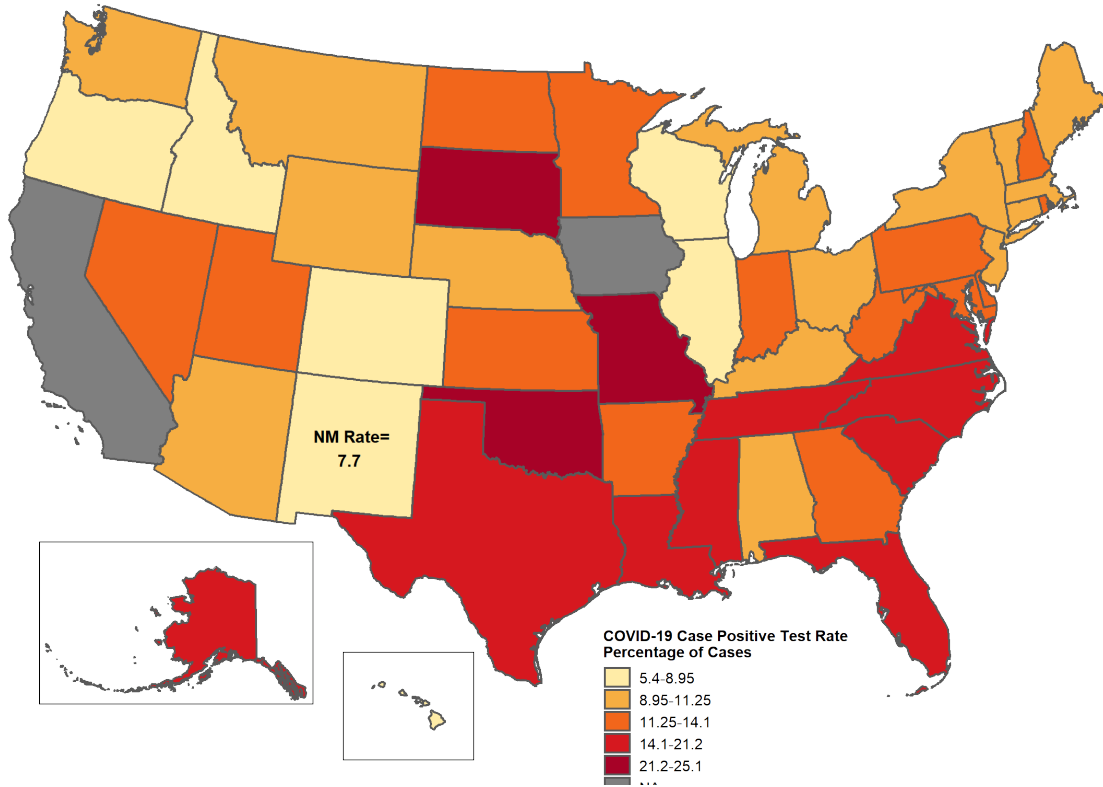 NM Rate=
7.7
COVID-19 Case Positive Test Rate
Percentage of Cases
5.4-8.95
8.95-11.25
11.25-14.1
14.1-21.2
21.2-25.1